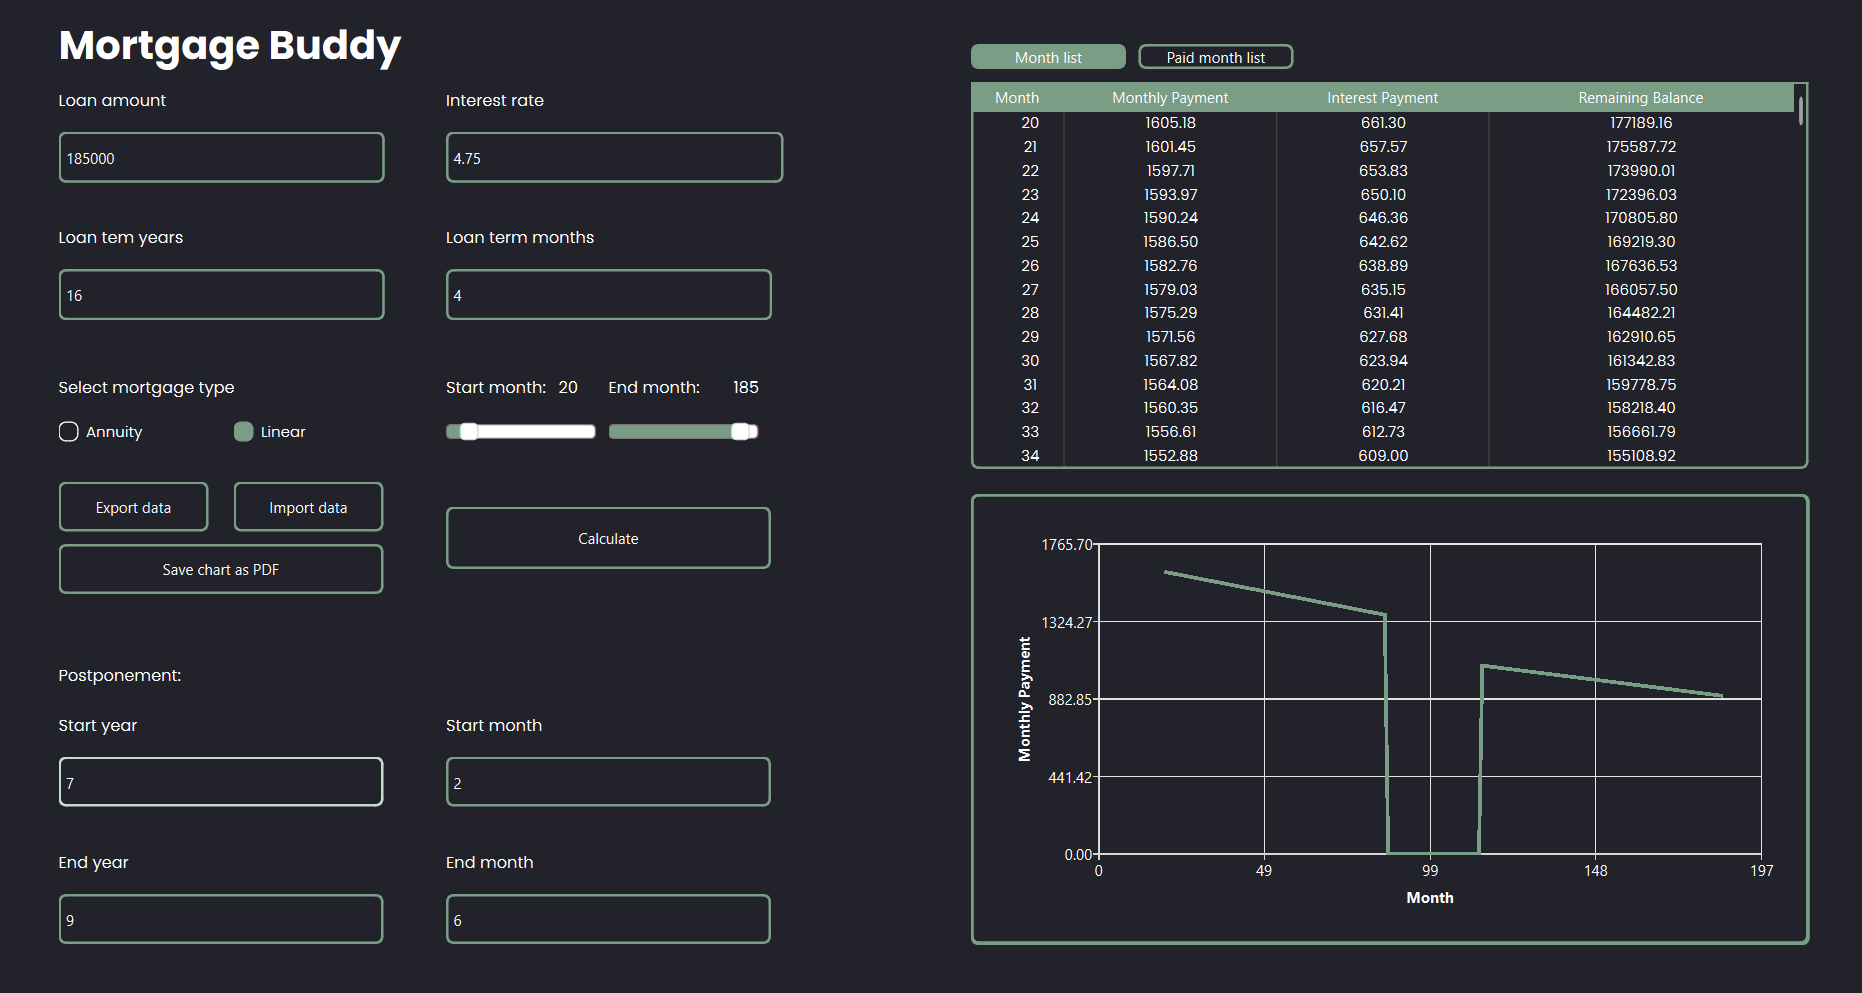 Mortgage Buddy
Loan amount
Interest rate
185000
4.75
Loan tem years
Loan term months
16
4
Select mortgage type
Start month: 20
End month: 185
Annuity
Linear
Export data
Import data
Calculate
Save chart as PDF
Postponement:
Start year
Start month
7
2
End year
End month
9
6
Month list
Paid month list
Month Monthly Payment Interest Payment Remaining Balance
20 1605.18 661.30 177189.16
21 1601.45 657.57 175587.72
22 1597.71 653.83 173990.01
23 1593.97 650.10 172396.03
24 1590.24 646.36 170805.80
25 1586.50 642.62 169219.30
26 1582.76 638.89 167636.53
27 1579.03 635.15 166057.50
28 1575.29 631.41 164482.21
29 1571.56 627.68 162910.65
30 1567.82 623.94 161342.83
31 1564.08 620.21 159778.75
32 1560.35 616.47 158218.40
33 1556.61 612.73 156661.79
34 1552.88 609.00 155108.92
1765.70
1324.27
882.85
441.42
0.00
Monthly Payment
0 49 99 148 197
Month